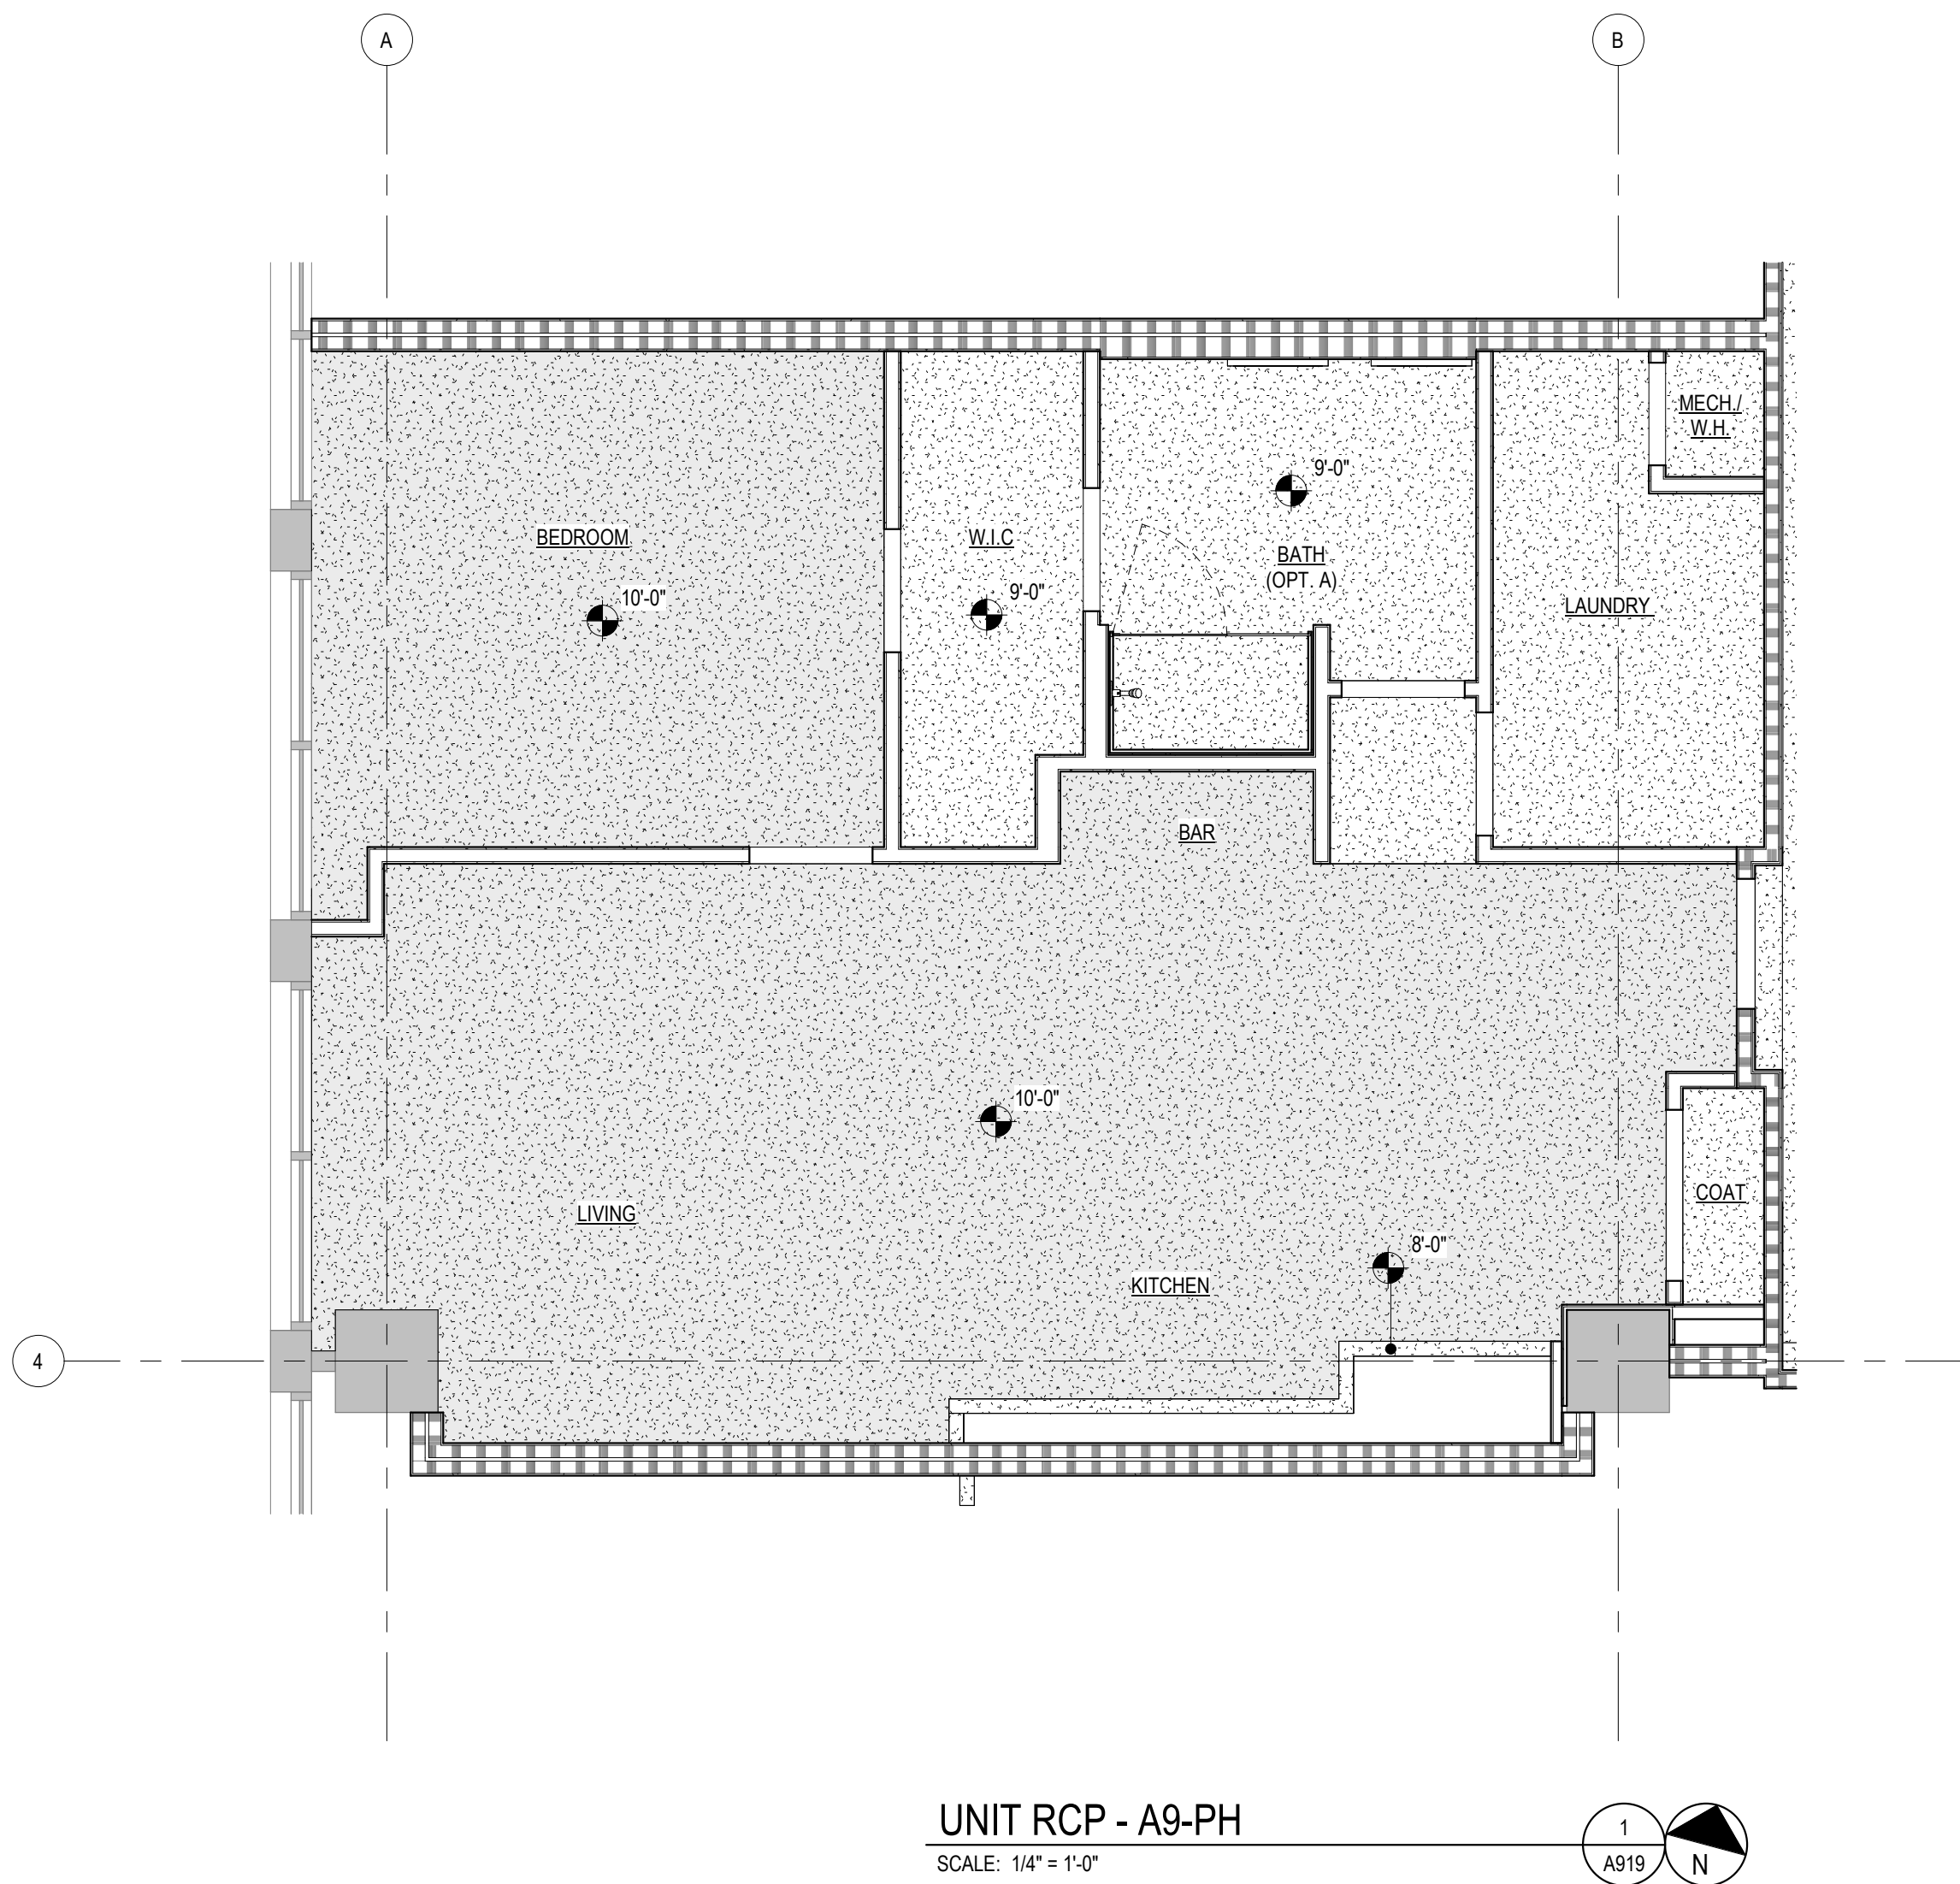 A
B
MECH./
W.H.
9'-0"
BEDROOM
W.I.C
BATH
(OPT. A)
10'-0"
9'-0"
LAUNDRY
BAR
10'-0"
COAT
LIVING
8'-0"
KITCHEN
4
UNIT RCP - A9-PH
SCALE: 1/4" = 1'-0"
1
A919
N